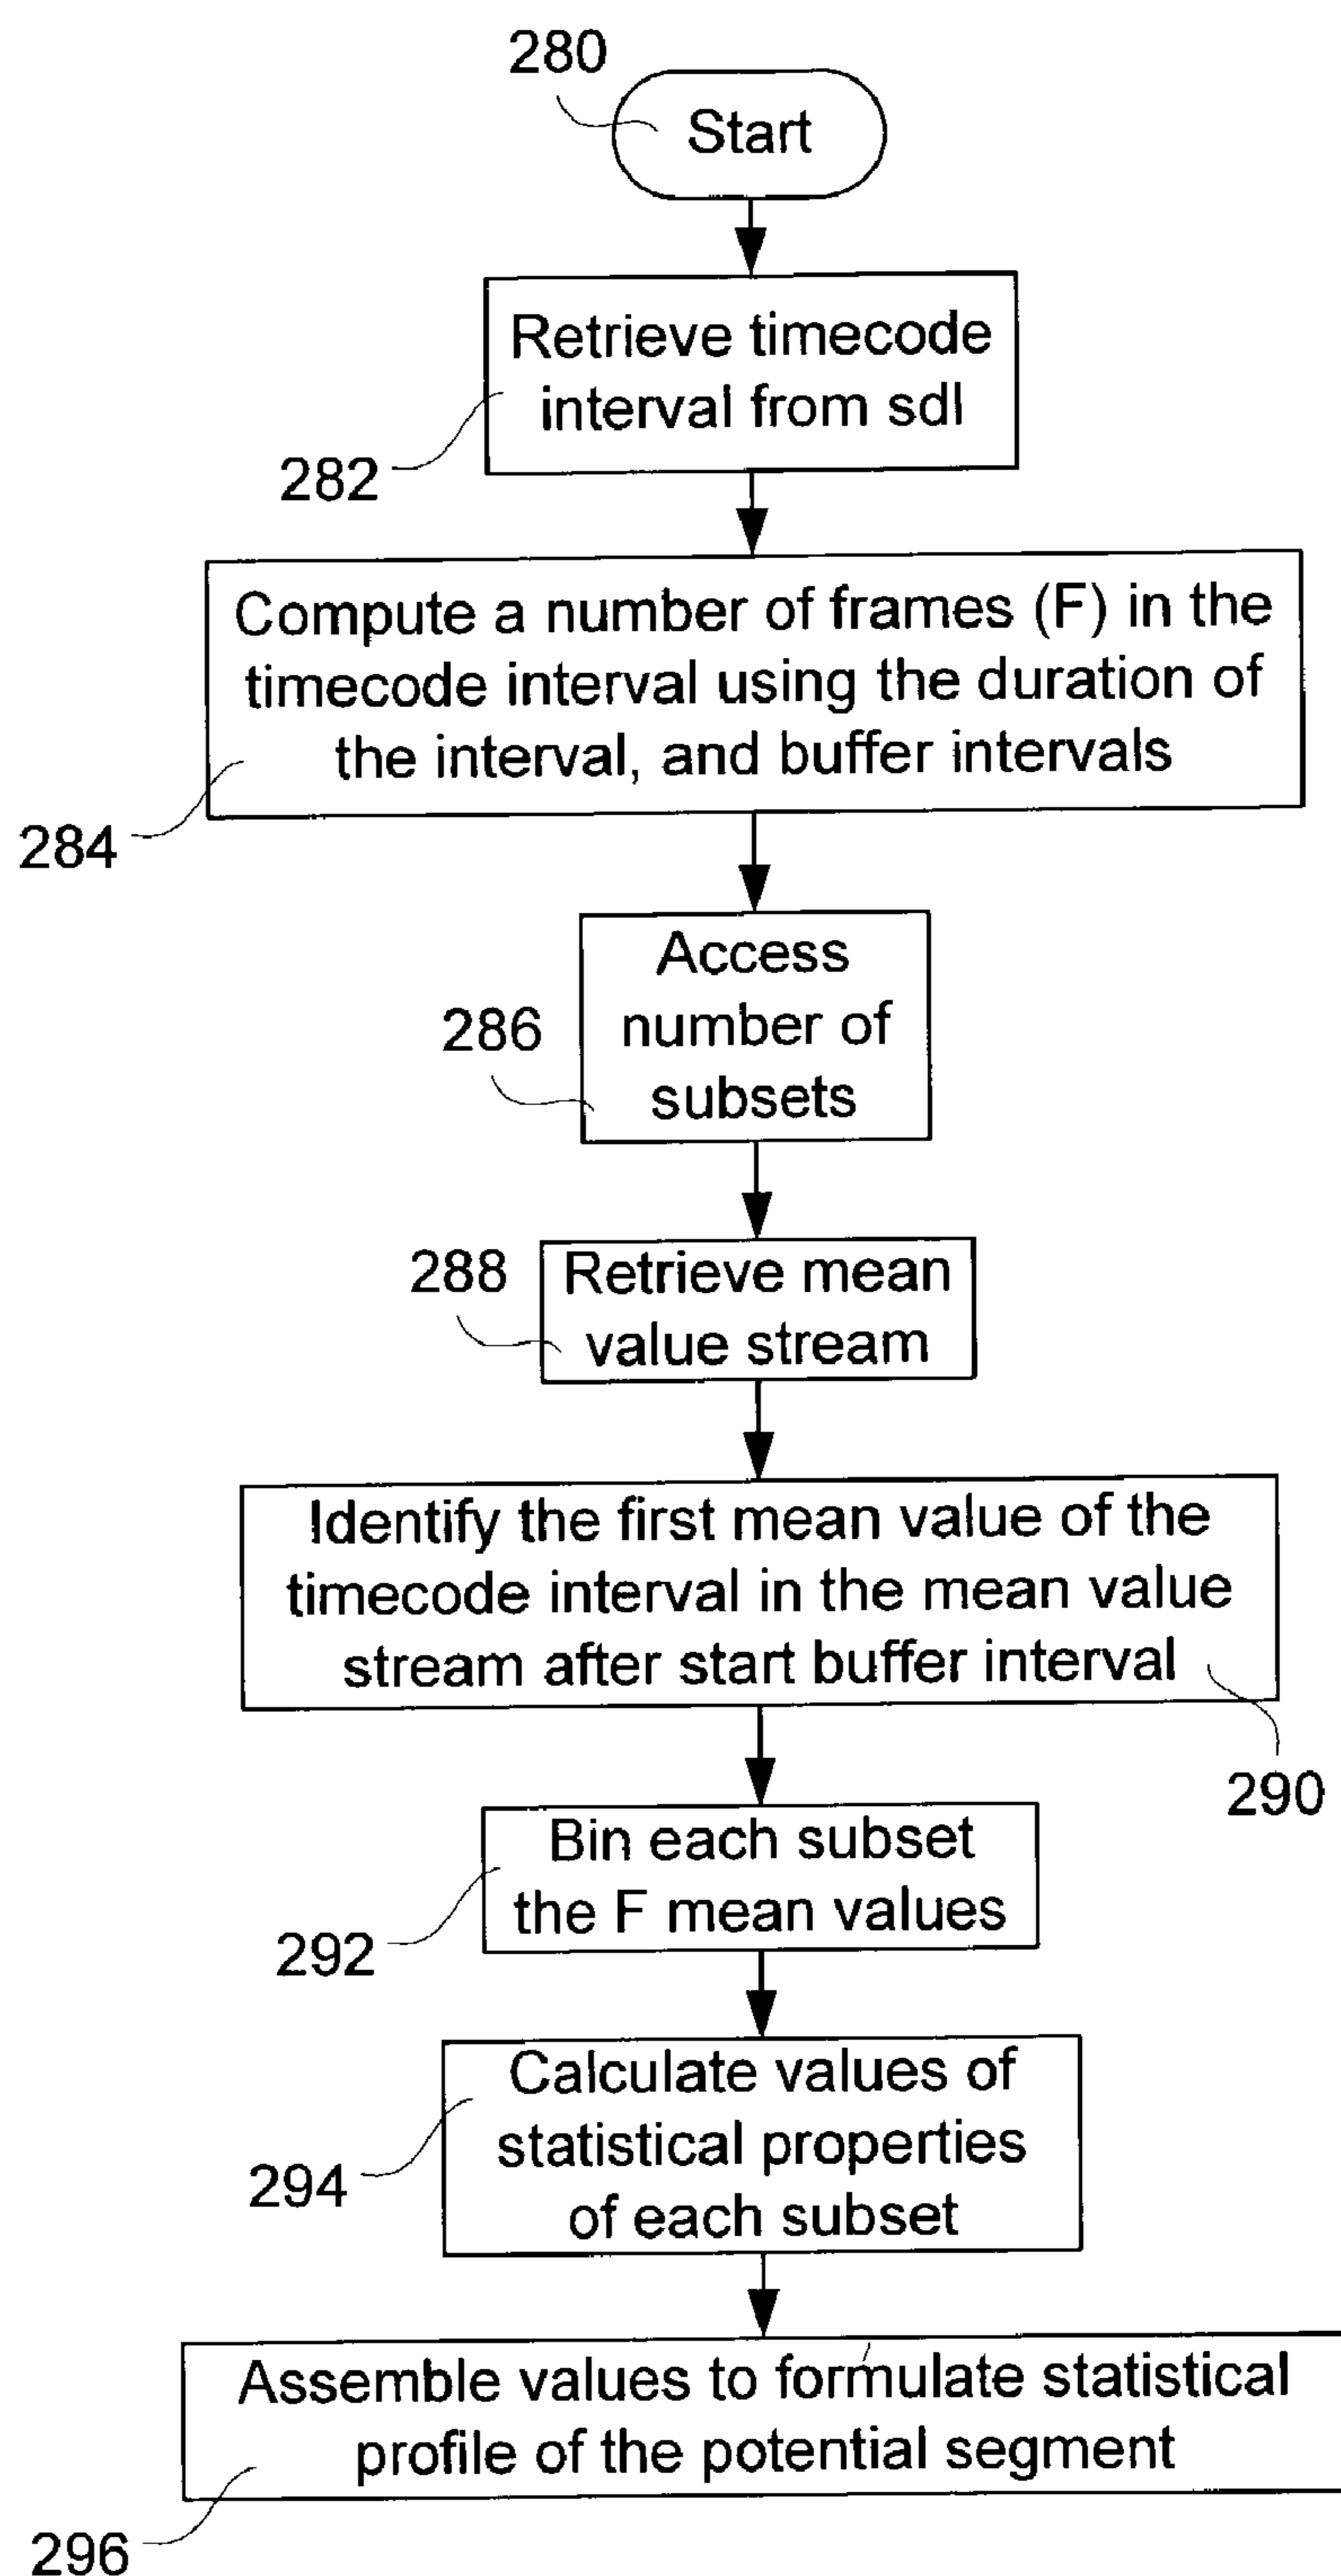 280
Start
Retrieve timecode
interval from sdl
282
Compute a number of frames (F) in the
timecode interval using the duration of
the interval, and buffer intervals
284
Access
number of
subsets
286
288
Retrieve mean
value stream
Identify the first mean value of the
timecode interval in the mean value
stream after start buffer interval
290
Bin each subset
the F mean values
292
Calculate values of
statistical properties
of each subset
294
Assemble values to formulate statistical
profile of the potential segment
296